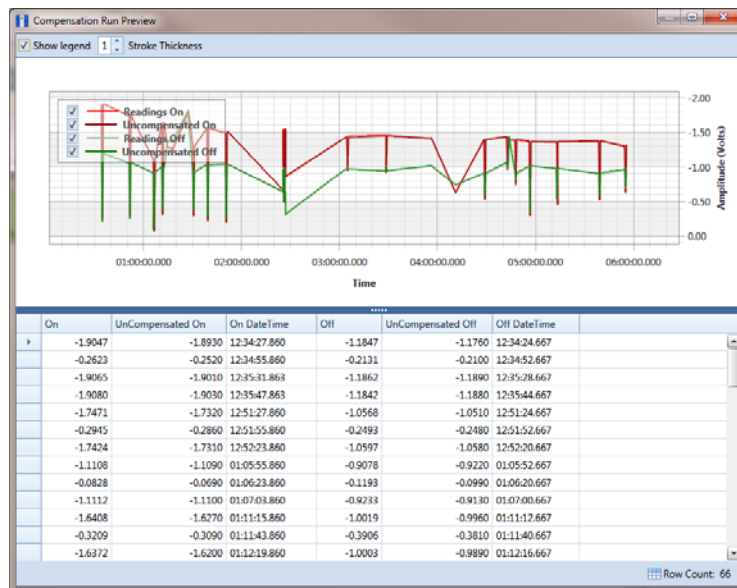 Compensation Run Preview
Show legend 1 Stroke Thickness
Readings On
Uncompensated On
Readings Off
Uncompensated Off
-2.00
-1.50
-1.00
-0.50
0.00
Amplitude (Volts)
01:00:00.000 02:00:00.000 03:00:00.000 04:00:00.000 05:00:00.000 06:00:00.000
Time
On UnCompensated On On DateTime Off UnCompensated Off Off DateTime
-1.9047 -1.8930 12:34:27.860 -1.1847 -1.1760 12:34:24.667
-0.2623 -0.2520 12:34:55.860 -0.2131 -0.2100 12:34:52.667
-1.9065 -1.9010 12:35:31.863 -1.1862 -1.1890 12:35:28.667
-1.9080 -1.9030 12:35:47.863 -1.1842 -1.1880 12:35:44.667
-1.7471 -1.7320 12:51:27.860 -1.0568 -1.0510 12:51:24.667
-0.2945 -0.2860 12:51:55.860 -0.2493 -0.2480 12:51:52.667
-1.7424 -1.7310 12:52:23.860 -1.0597 -1.0580 12:52:20.667
-1.1108 -1.1090 01:05:55.860 -0.9078 -0.9220 01:05:52.667
-0.0828 -0.0690 01:06:23.860 -0.1193 -0.0990 01:06:20.667
-1.1112 -1.1100 01:07:03.860 -0.9233 -0.9130 01:07:00.667
-1.6408 -1.6270 01:11:15.860 -1.0019 -0.9960 01:11:12.667
-0.3209 -0.3090 01:11:43.860 -0.3906 -0.3810 01:11:40.667
-1.6372 -1.6200 01:12:19.860 -1.0003 -0.9890 01:12:16.667
Row Count: 66